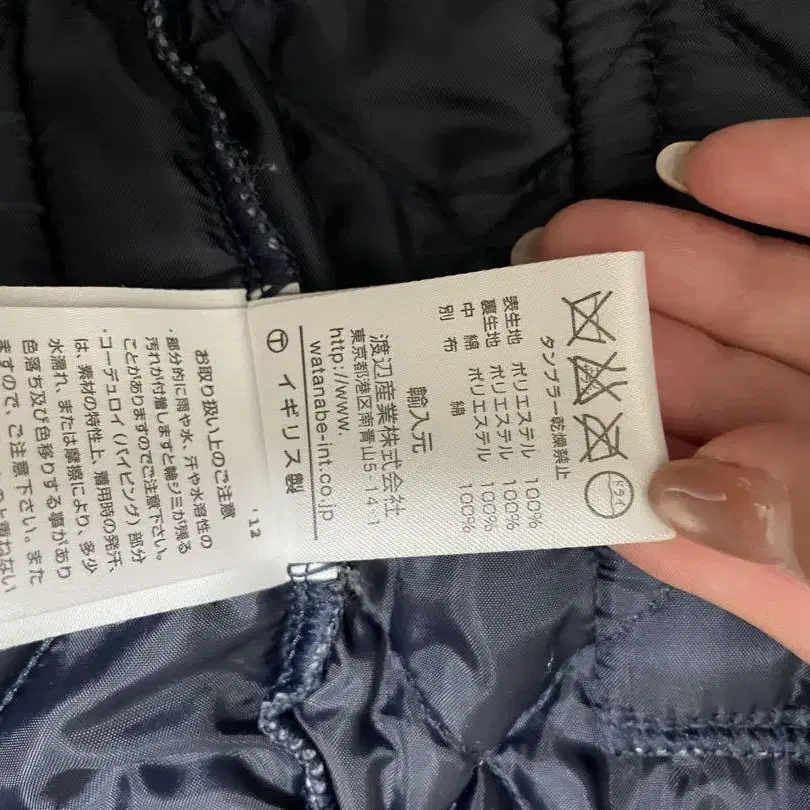 ドライ
タンブラー乾燥禁止
表生地 ポリエステル 100%
裏生地 ポリエステル 100%
中綿 ポリエステル 100%
別布 綿 100%
輸入元
渡辺産業株式会社
東京都港区南青山5-14-1
http://www.
watanabe-int.co.jp
Ⓣ イギリス製
'12
お取り扱い上のご注意
・部分的に雨や水、汗や水溶性の
汚れが付着しますと輪ジミが残る
ことがありますのでご注意下さい。
・コーデュロイ(パイピング)部分
は、素材の特性上、着用時の発汗、
水濡れ、または摩擦により、多少
色落ち及び色移りする事があり
ますので、ご注意下さい。また